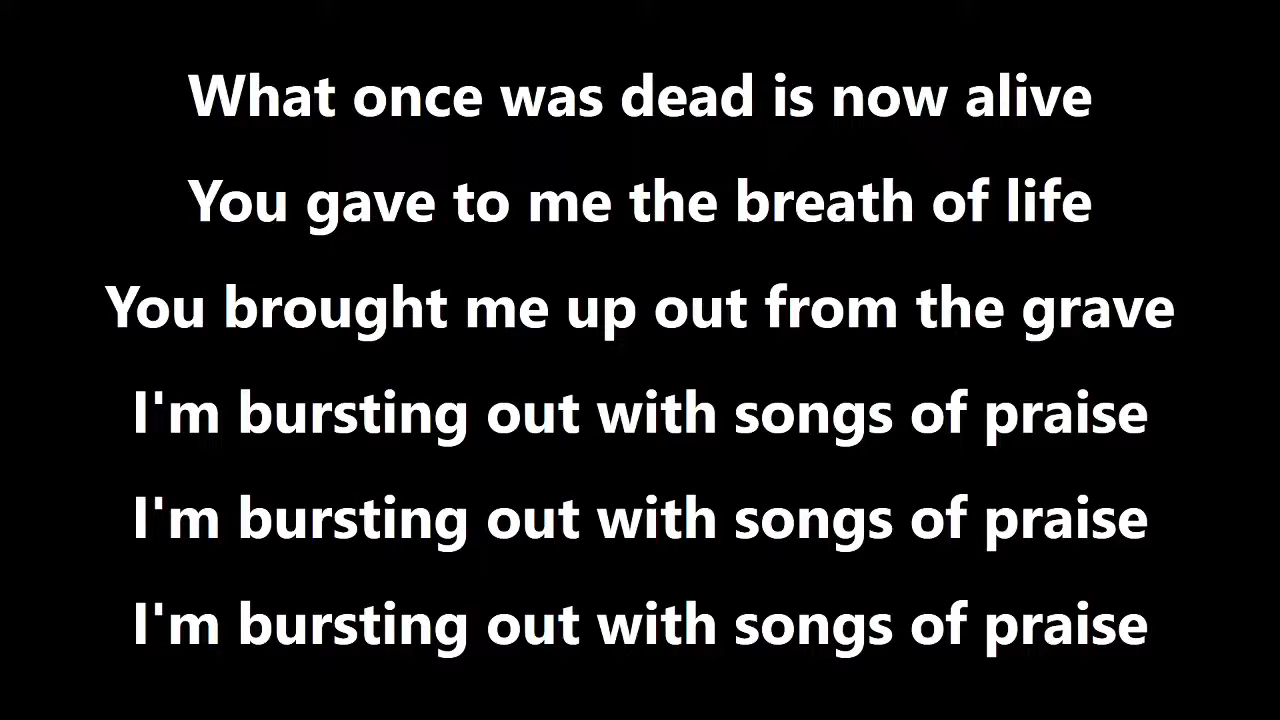 What once was dead is now alive
You gave to me the breath of life
You brought me up out from the grave
I'm bursting out with songs of praise
I'm bursting out with songs of praise
I'm bursting out with songs of praise